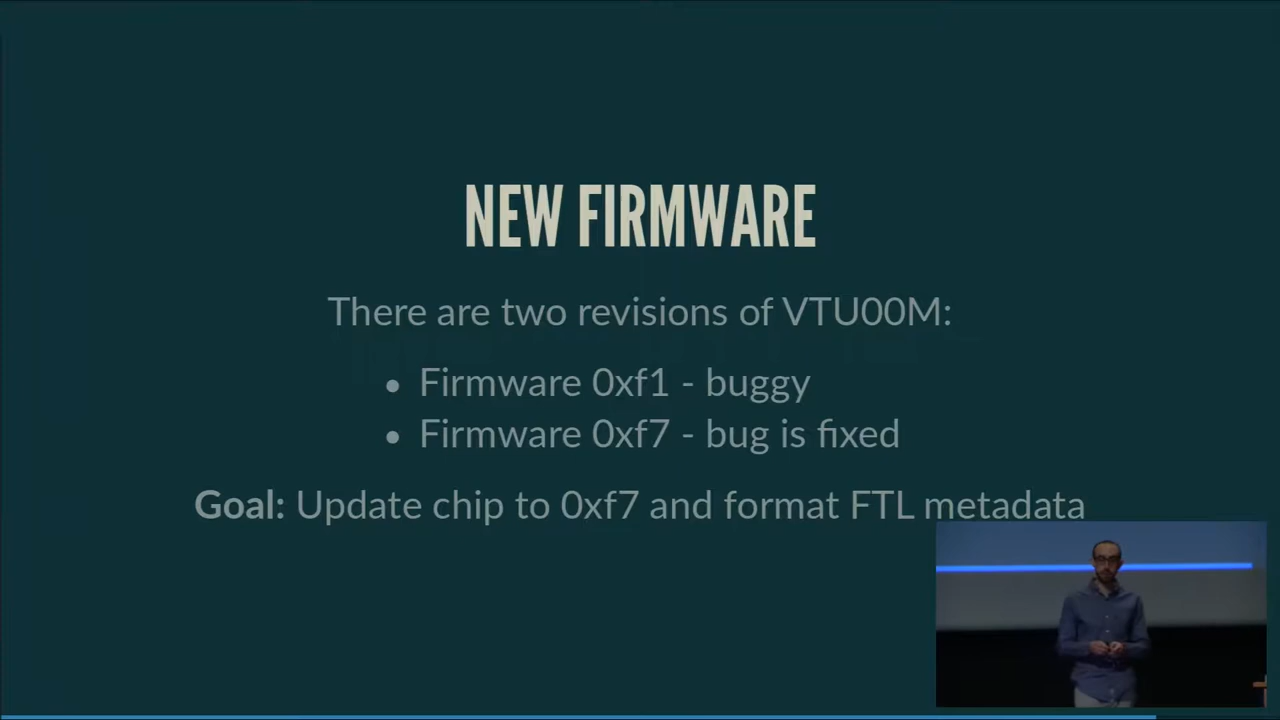 NEW FIRMWARE
There are two revisions of VTU00M:
• Firmware 0xf1 - buggy
• Firmware 0xf7 - bug is fixed
Goal: Update chip to 0xf7 and format FTL metadata